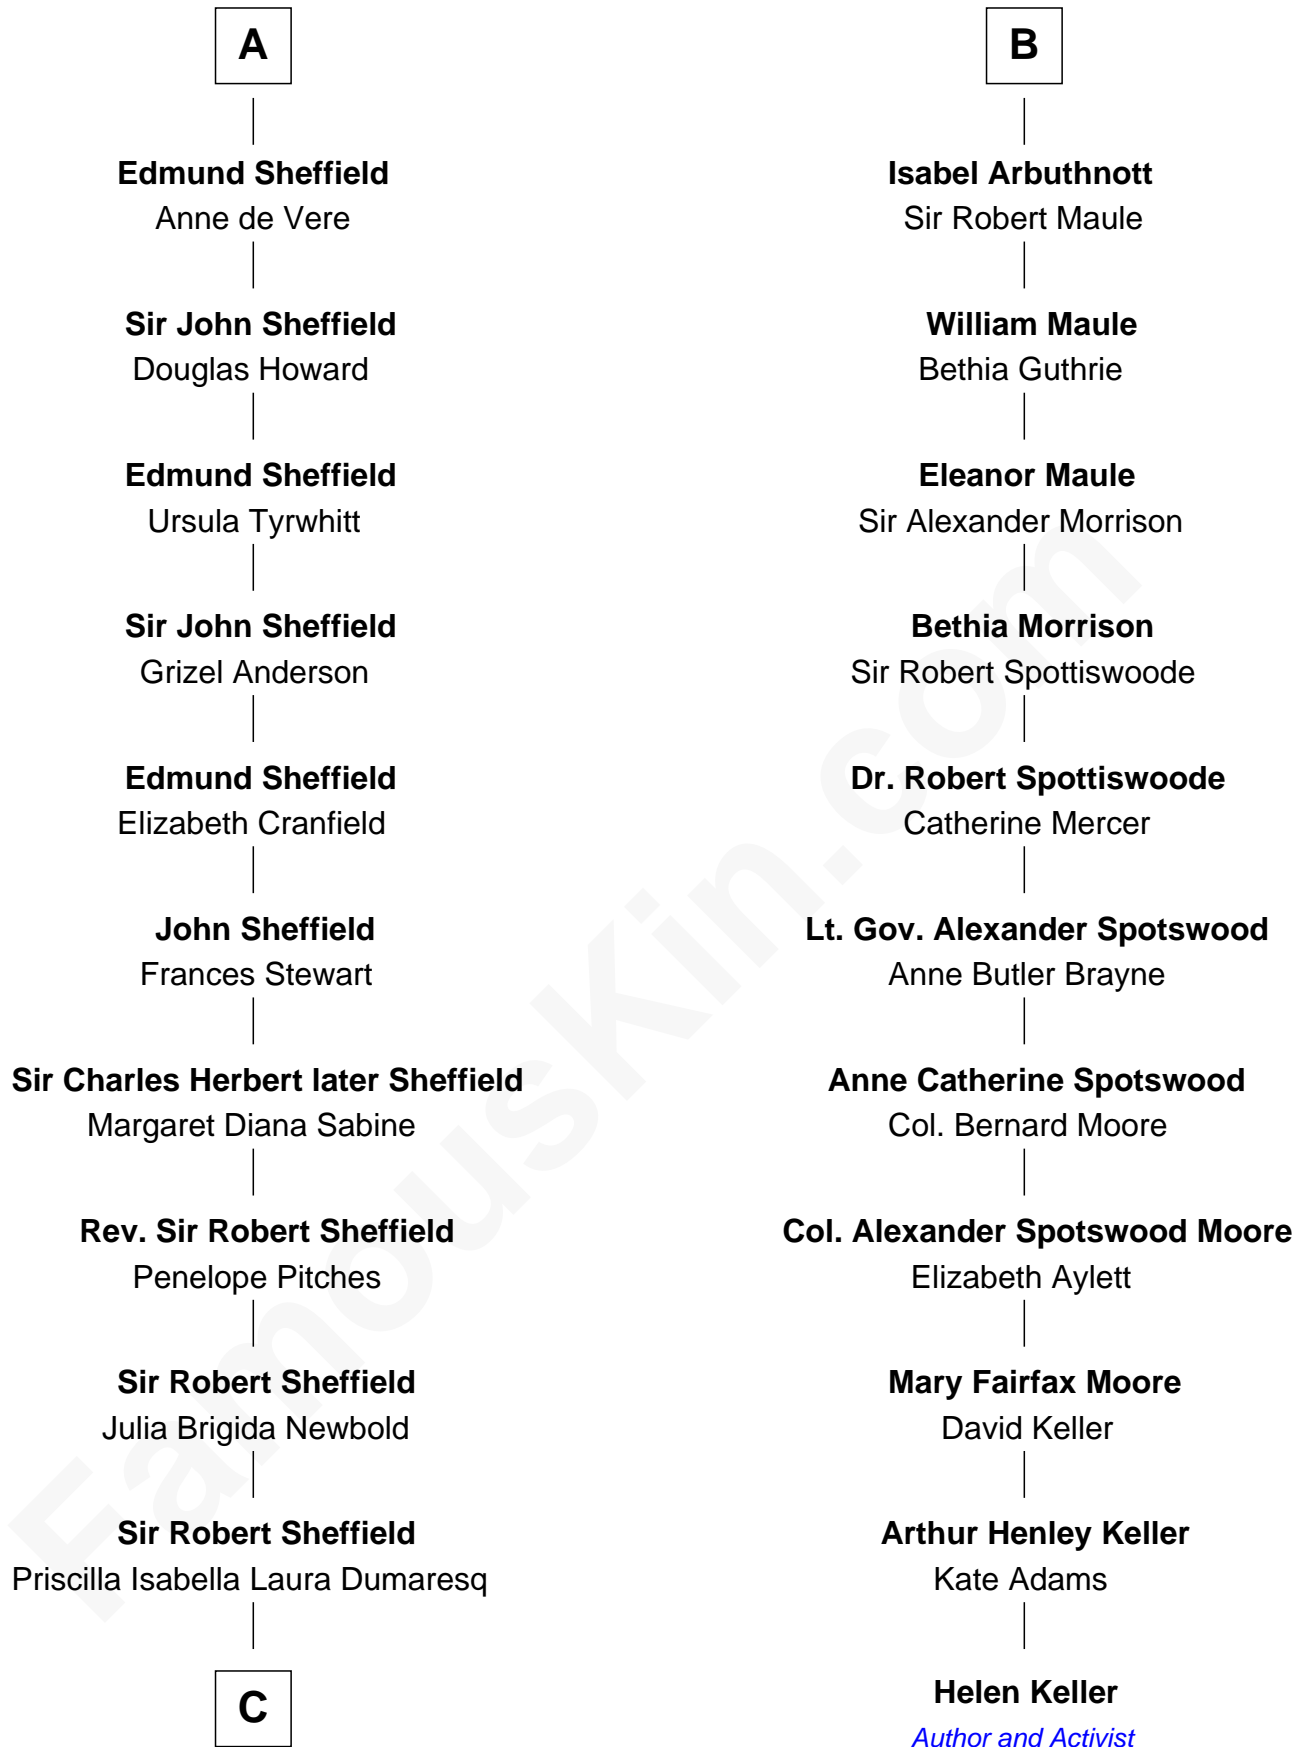 A
Edmund Sheffield
Anne de Vere
Sir John Sheffield
Douglas Howard
Edmund Sheffield
Ursula Tyrwhitt
Sir John Sheffield
Grizel Anderson
Edmund Sheffield
Elizabeth Cranfield
John Sheffield
Frances Stewart
Sir Charles Herbert later Sheffield
Margaret Diana Sabine
Rev. Sir Robert Sheffield
Penelope Pitches
Sir Robert Sheffield
Julia Brigida Newbold
Sir Robert Sheffield
Priscilla Isabella Laura Dumaresq
C
B
Isabel Arbuthnott
Sir Robert Maule
William Maule
Bethia Guthrie
Eleanor Maule
Sir Alexander Morrison
Bethia Morrison
Sir Robert Spottiswoode
Dr. Robert Spottiswoode
Catherine Mercer
Lt. Gov. Alexander Spotswood
Anne Butler Brayne
Anne Catherine Spotswood
Col. Bernard Moore
Col. Alexander Spotswood Moore
Elizabeth Aylett
Mary Fairfax Moore
David Keller
Arthur Henley Keller
Kate Adams
Helen Keller
Author and Activist
FamousKin.com